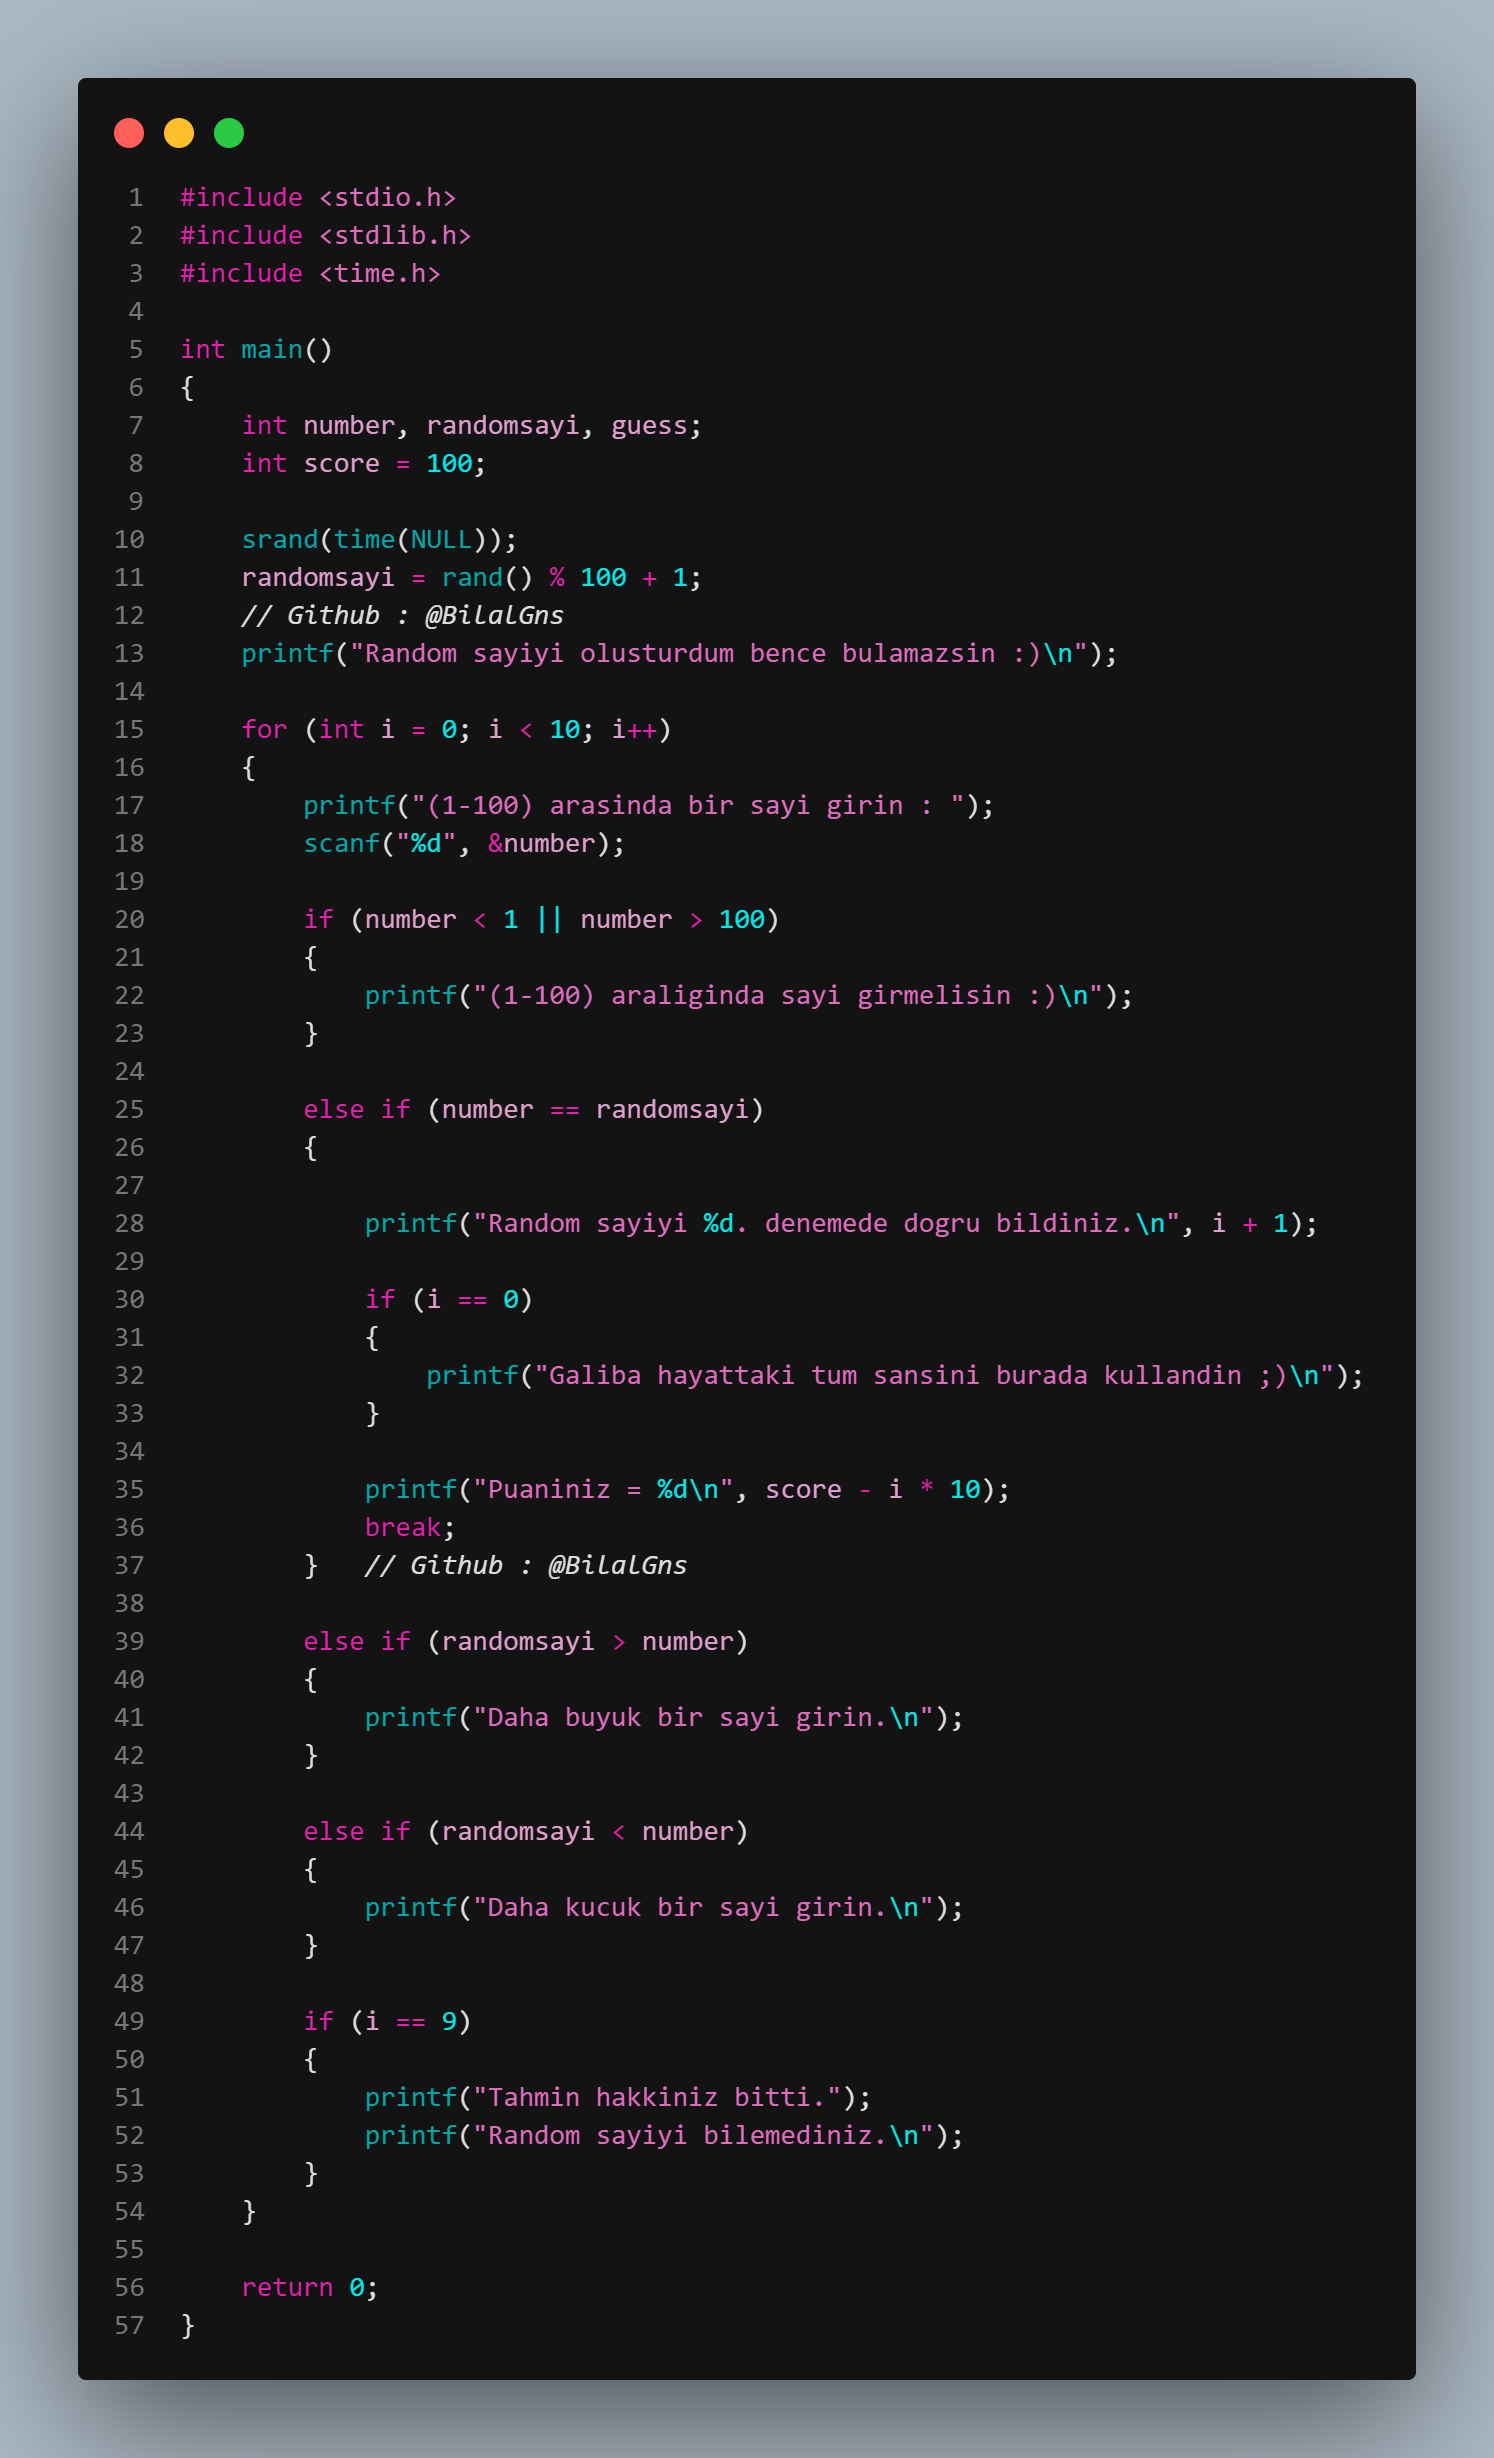 1 #include <stdio.h>
2 #include <stdlib.h>
3 #include <time.h>
4
5 int main()
6 {
7     int number, randomsayi, guess;
8     int score = 100;
9
10     srand(time(NULL));
11     randomsayi = rand() % 100 + 1;
12     // Github : @BilalGns
13     printf("Random sayiyi olusturdum bence bulamazsin :)\n");
14
15     for (int i = 0; i < 10; i++)
16     {
17         printf("(1-100) arasinda bir sayi girin : ");
18         scanf("%d", &number);
19
20         if (number < 1 || number > 100)
21         {
22             printf("(1-100) araliginda sayi girmelisin :)\n");
23         }
24
25         else if (number == randomsayi)
26         {
27
28             printf("Random sayiyi %d. denemede dogru bildiniz.\n", i + 1);
29
30             if (i == 0)
31             {
32                 printf("Galiba hayattaki tum sansini burada kullandin ;)\n");
33             }
34
35             printf("Puaniniz = %d\n", score - i * 10);
36             break;
37         }   // Github : @BilalGns
38
39         else if (randomsayi > number)
40         {
41             printf("Daha buyuk bir sayi girin.\n");
42         }
43
44         else if (randomsayi < number)
45         {
46             printf("Daha kucuk bir sayi girin.\n");
47         }
48
49         if (i == 9)
50         {
51             printf("Tahmin hakkiniz bitti.");
52             printf("Random sayiyi bilemediniz.\n");
53         }
54     }
55
56     return 0;
57 }